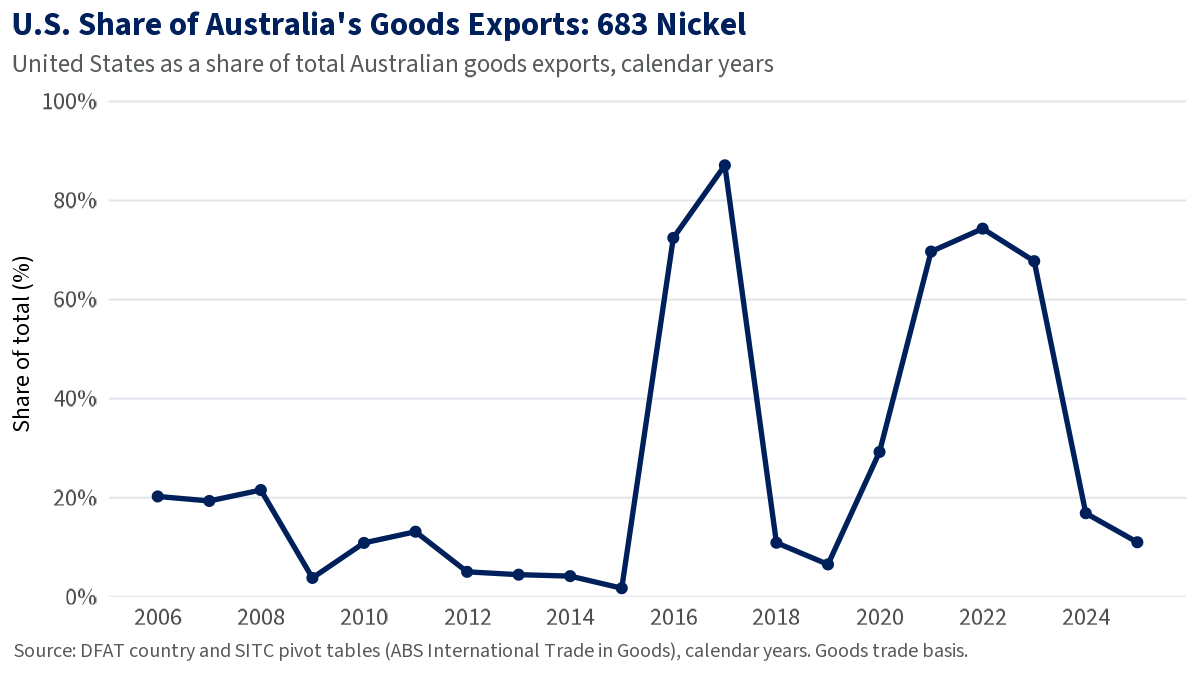 U.S. Share of Australia's Goods Exports: 683 Nickel
United States as a share of total Australian goods exports, calendar years
100%
80%
60%
40%
20%
0%
Share of total (%)
2006 2008 2010 2012 2014 2016 2018 2020 2022 2024
Source: DFAT country and SITC pivot tables (ABS International Trade in Goods), calendar years. Goods trade basis.